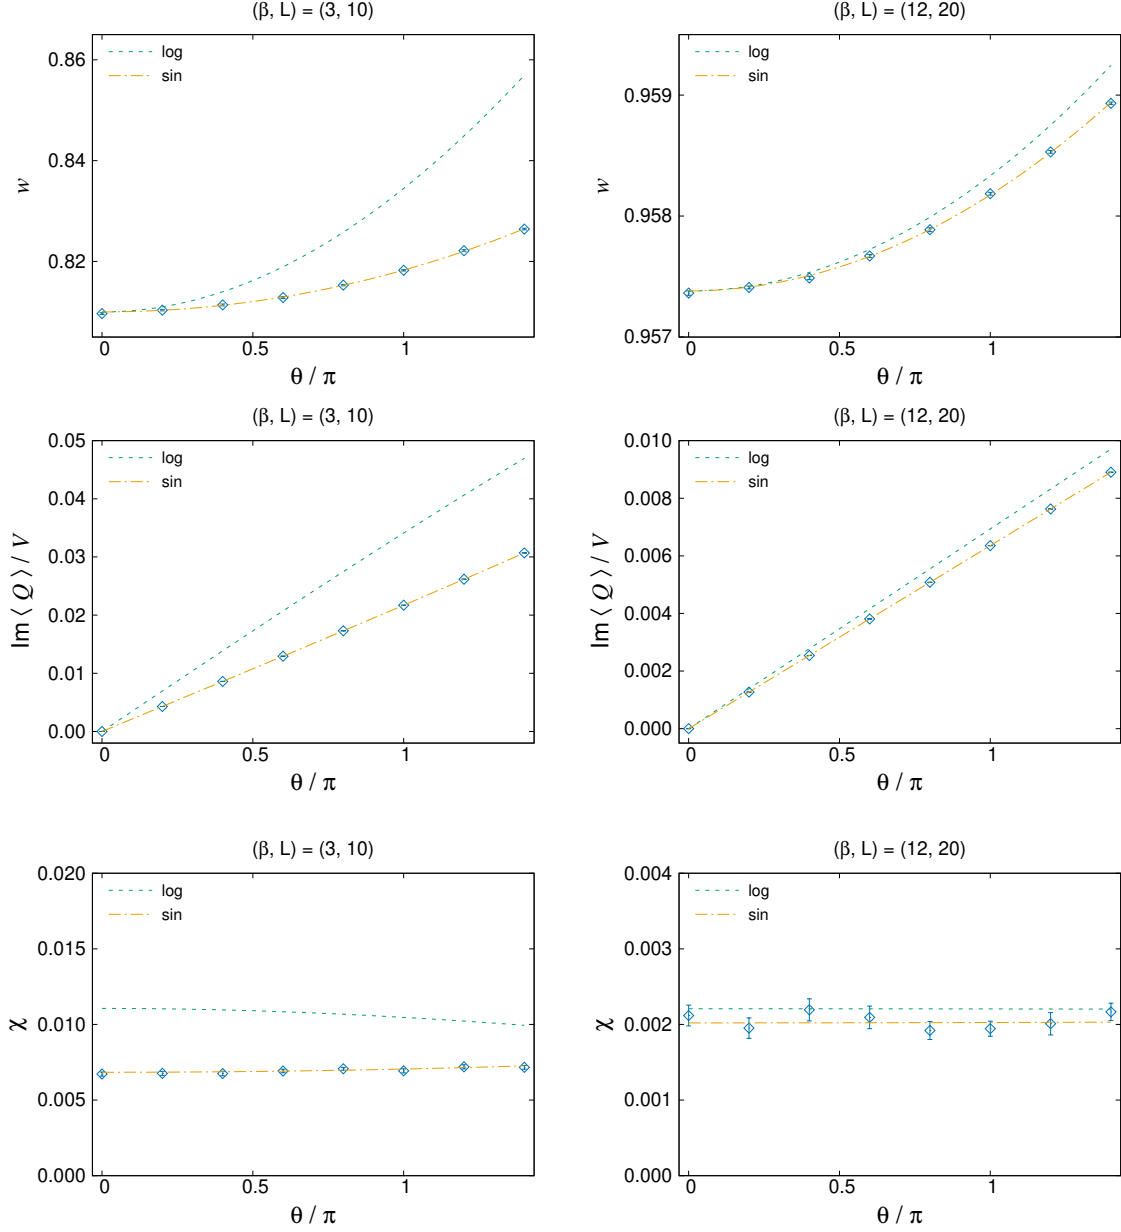 (β, L) = (3, 10)
log
sin
0.86
0.84
0.82
w
0
0.5
1
θ / π
(β, L) = (12, 20)
log
sin
0.959
0.958
0.957
w
0
0.5
1
θ / π
(β, L) = (3, 10)
log
sin
0.05
0.04
0.03
0.02
0.01
0.00
Im ⟨ Q ⟩ / V
0
0.5
1
θ / π
(β, L) = (12, 20)
log
sin
0.010
0.008
0.006
0.004
0.002
0.000
Im ⟨ Q ⟩ / V
0
0.5
1
θ / π
(β, L) = (3, 10)
log
sin
0.020
0.015
0.010
0.005
0.000
χ
0
0.5
1
θ / π
(β, L) = (12, 20)
log
sin
0.004
0.003
0.002
0.001
0.000
χ
0
0.5
1
θ / π